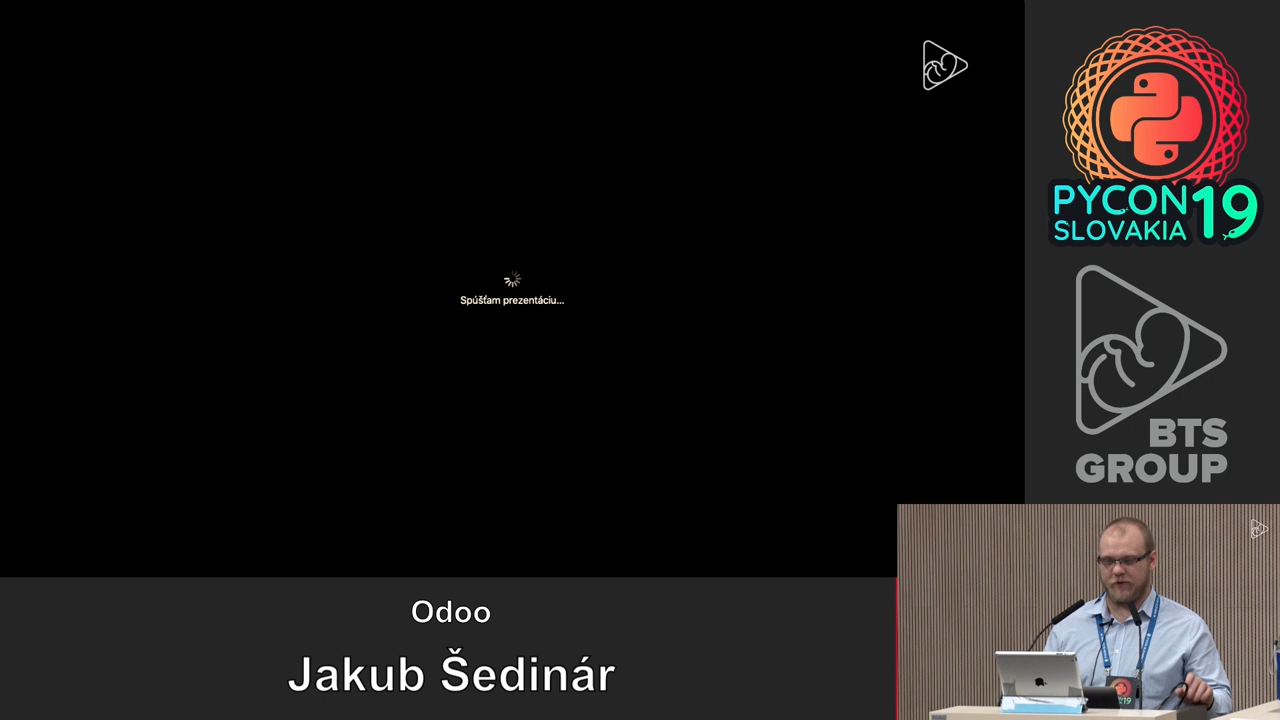 Spúšťam prezentáciu...
PYCON 19
SLOVAKIA
BTS
GROUP
Odoo
Jakub Šedinár